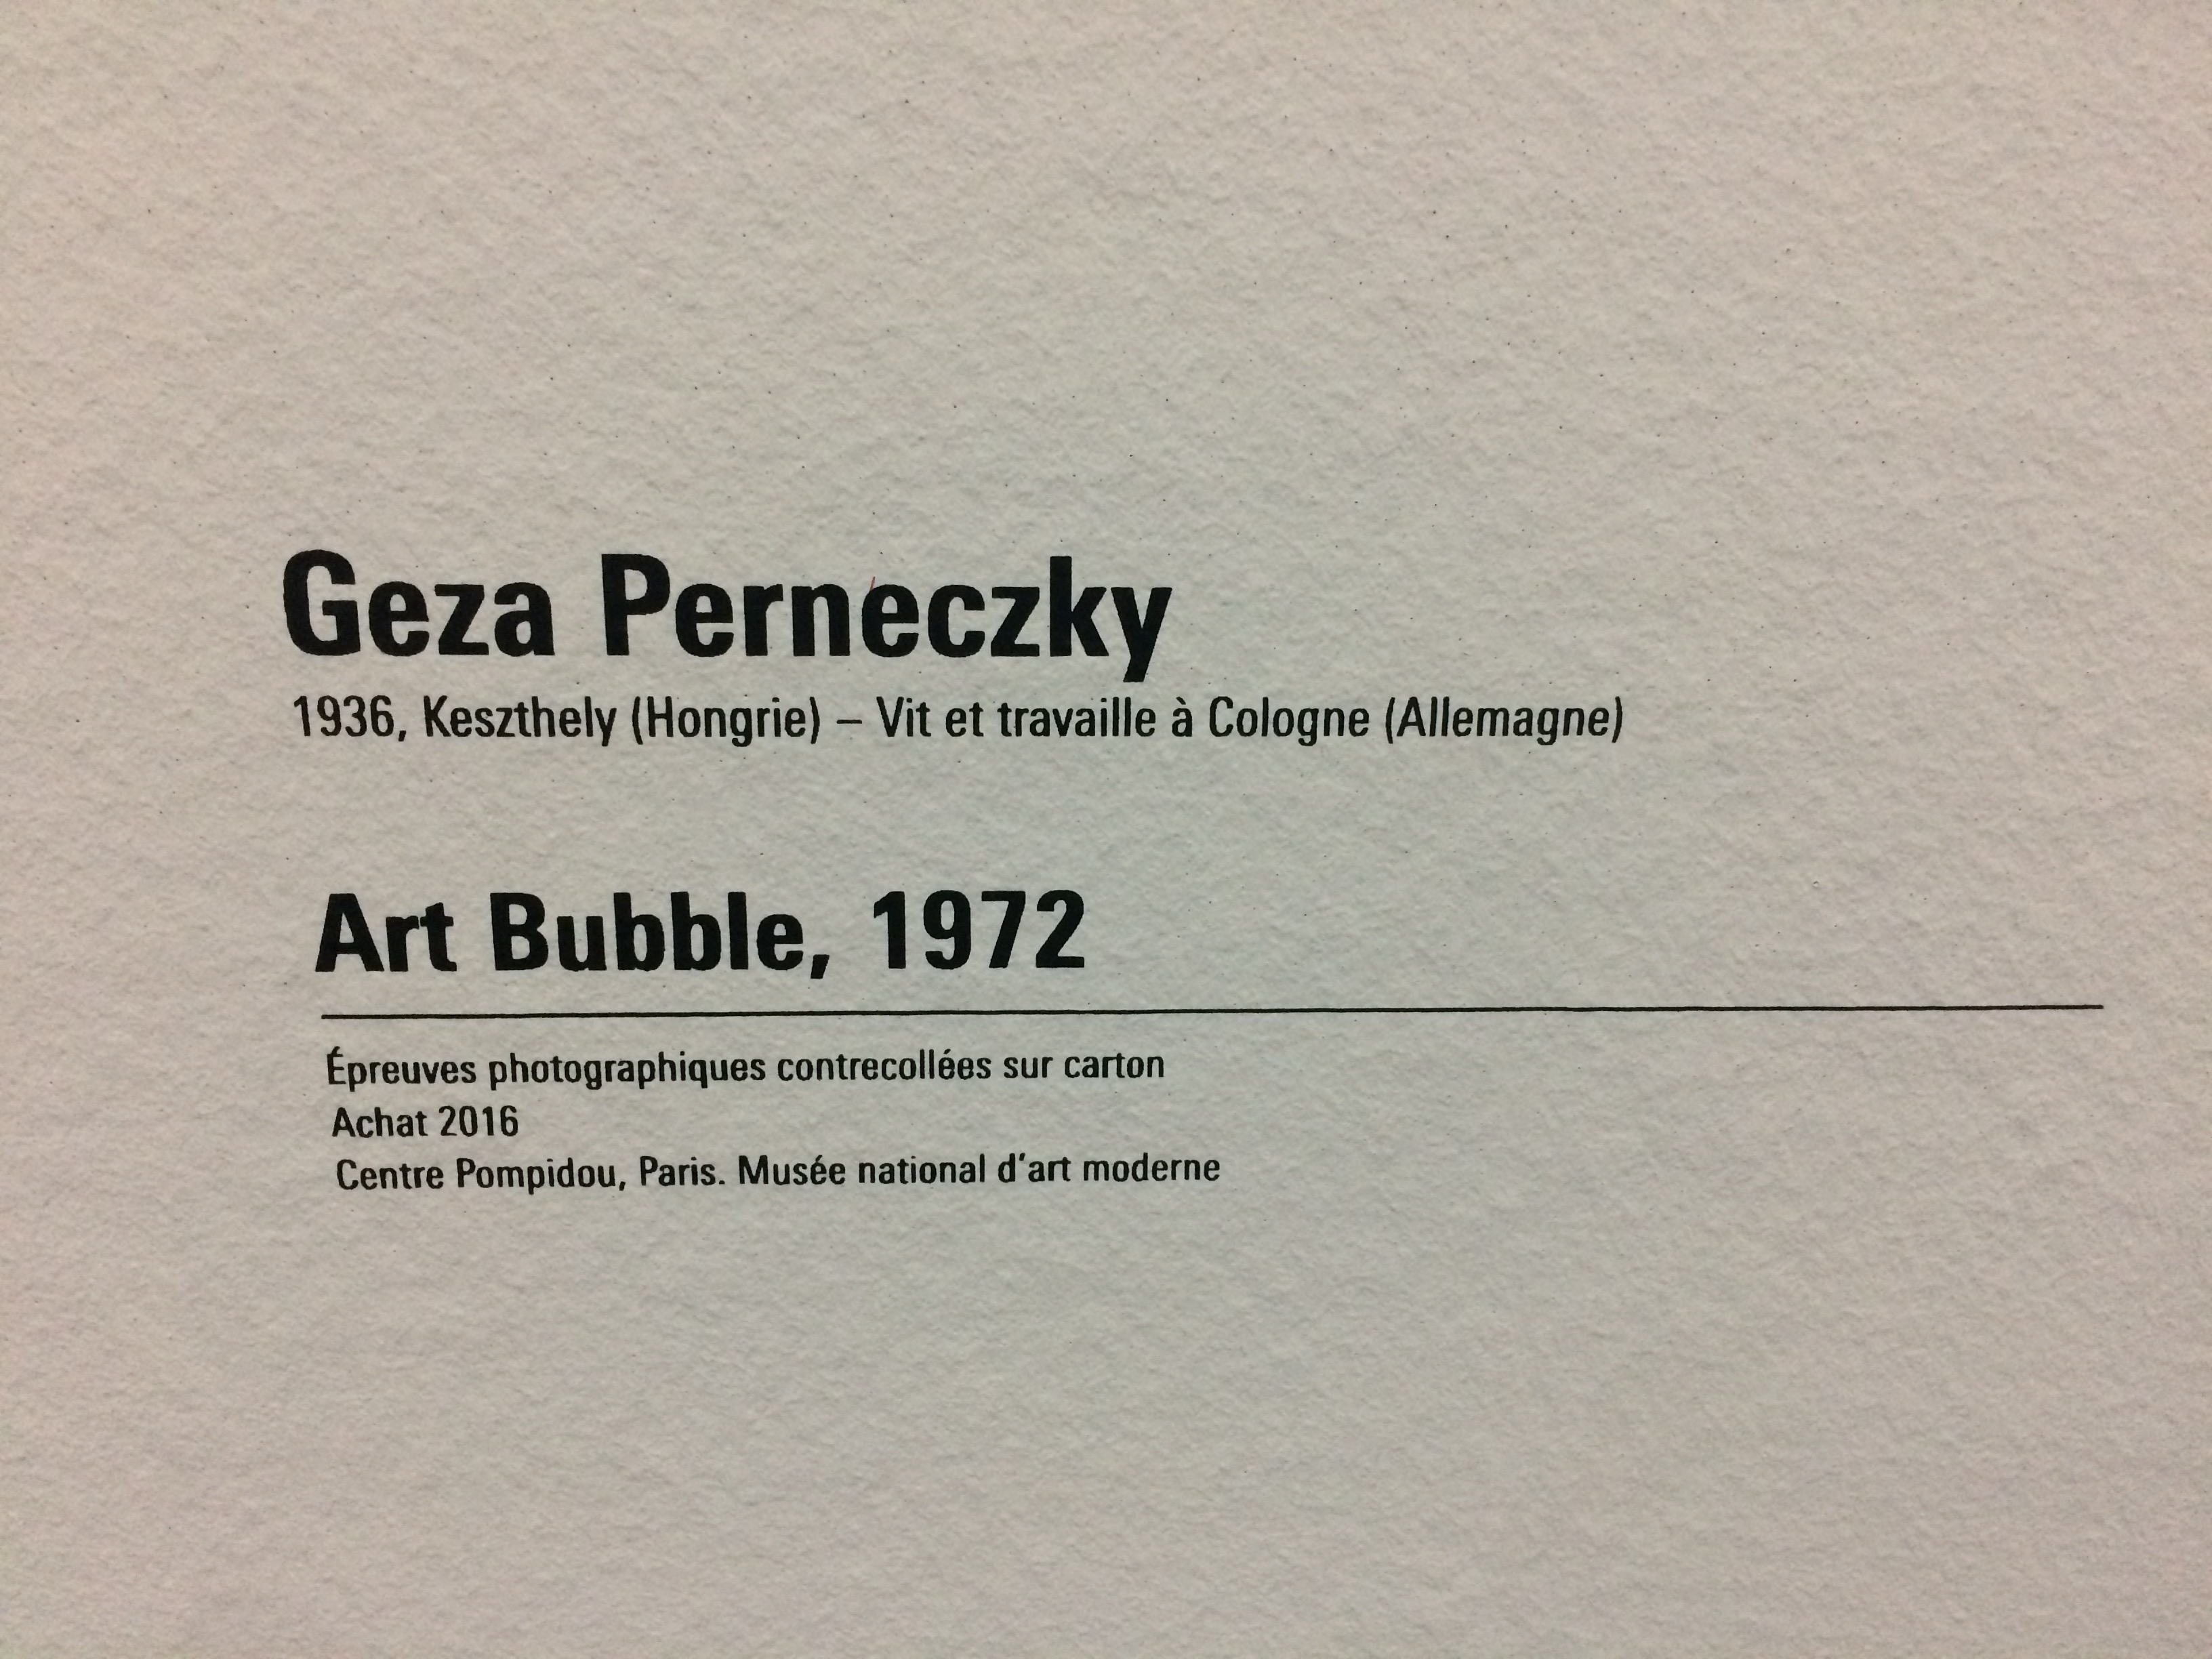 Geza Perneczky
1936, Keszthely (Hongrie) – Vit et travaille à Cologne (Allemagne)
Art Bubble, 1972
Épreuves photographiques contrecollées sur carton
Achat 2016
Centre Pompidou, Paris. Musée national d'art moderne